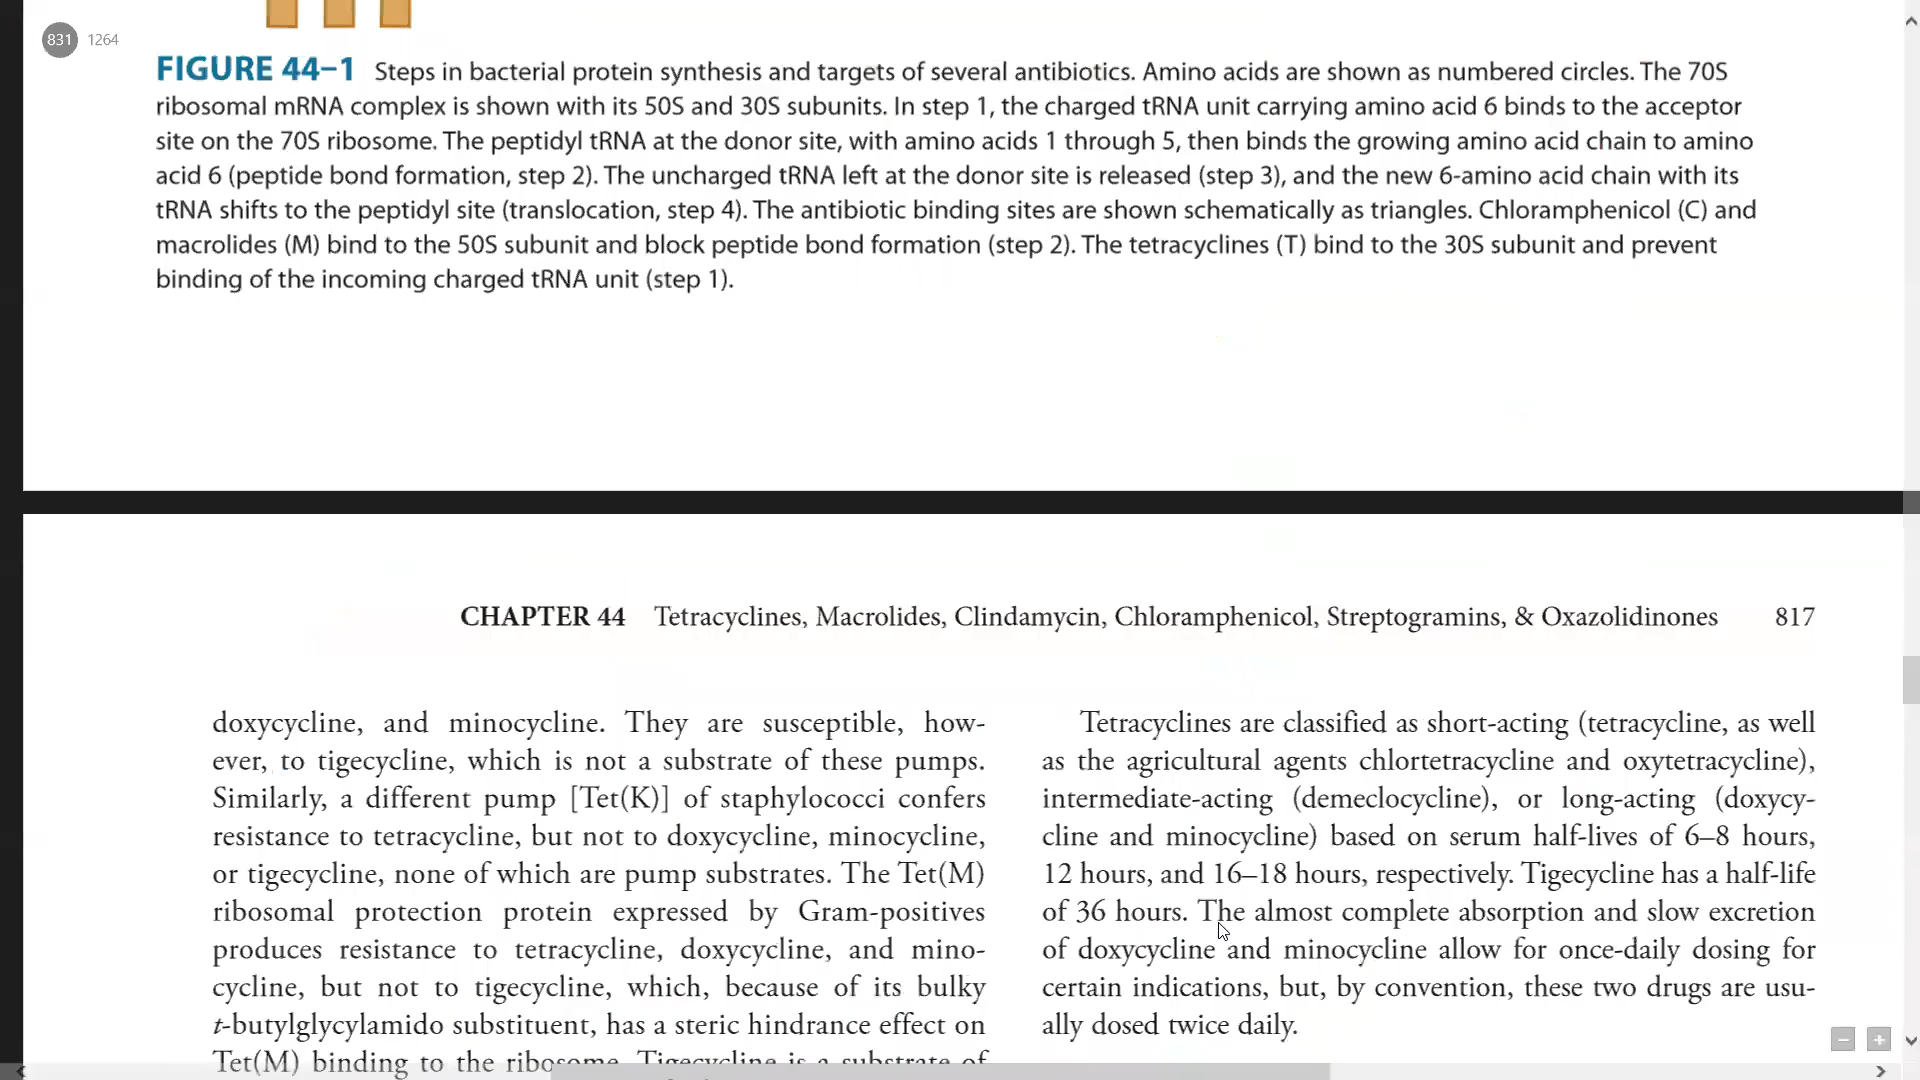 831 1264
FIGURE 44–1 Steps in bacterial protein synthesis and targets of several antibiotics. Amino acids are shown as numbered circles. The 70S
ribosomal mRNA complex is shown with its 50S and 30S subunits. In step 1, the charged tRNA unit carrying amino acid 6 binds to the acceptor
site on the 70S ribosome. The peptidyl tRNA at the donor site, with amino acids 1 through 5, then binds the growing amino acid chain to amino
acid 6 (peptide bond formation, step 2). The uncharged tRNA left at the donor site is released (step 3), and the new 6-amino acid chain with its
tRNA shifts to the peptidyl site (translocation, step 4). The antibiotic binding sites are shown schematically as triangles. Chloramphenicol (C) and
macrolides (M) bind to the 50S subunit and block peptide bond formation (step 2). The tetracyclines (T) bind to the 30S subunit and prevent
binding of the incoming charged tRNA unit (step 1).
CHAPTER 44 Tetracyclines, Macrolides, Clindamycin, Chloramphenicol, Streptogramins, & Oxazolidinones 817
doxycycline, and minocycline. They are susceptible, how-
ever, to tigecycline, which is not a substrate of these pumps.
Similarly, a different pump [Tet(K)] of staphylococci confers
resistance to tetracycline, but not to doxycycline, minocycline,
or tigecycline, none of which are pump substrates. The Tet(M)
ribosomal protection protein expressed by Gram-positives
produces resistance to tetracycline, doxycycline, and mino-
cycline, but not to tigecycline, which, because of its bulky
t-butylglycylamido substituent, has a steric hindrance effect on
Tet(M) binding to the ribosome. Tigecycline is a substrate of
Tetracyclines are classified as short-acting (tetracycline, as well
as the agricultural agents chlortetracycline and oxytetracycline),
intermediate-acting (demeclocycline), or long-acting (doxycy-
cline and minocycline) based on serum half-lives of 6–8 hours,
12 hours, and 16–18 hours, respectively. Tigecycline has a half-life
of 36 hours. The almost complete absorption and slow excretion
of doxycycline and minocycline allow for once-daily dosing for
certain indications, but, by convention, these two drugs are usu-
ally dosed twice daily.